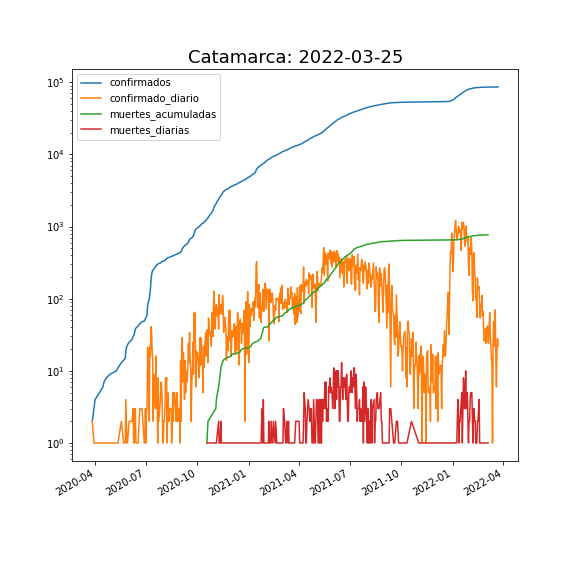 Catamarca: 2022-03-25
confirmados
confirmado_diario
muertes_acumuladas
muertes_diarias
10^5
10^4
10^3
10^2
10^1
10^0
2020-04 2020-07 2020-10 2021-01 2021-04 2021-07 2021-10 2022-01 2022-04